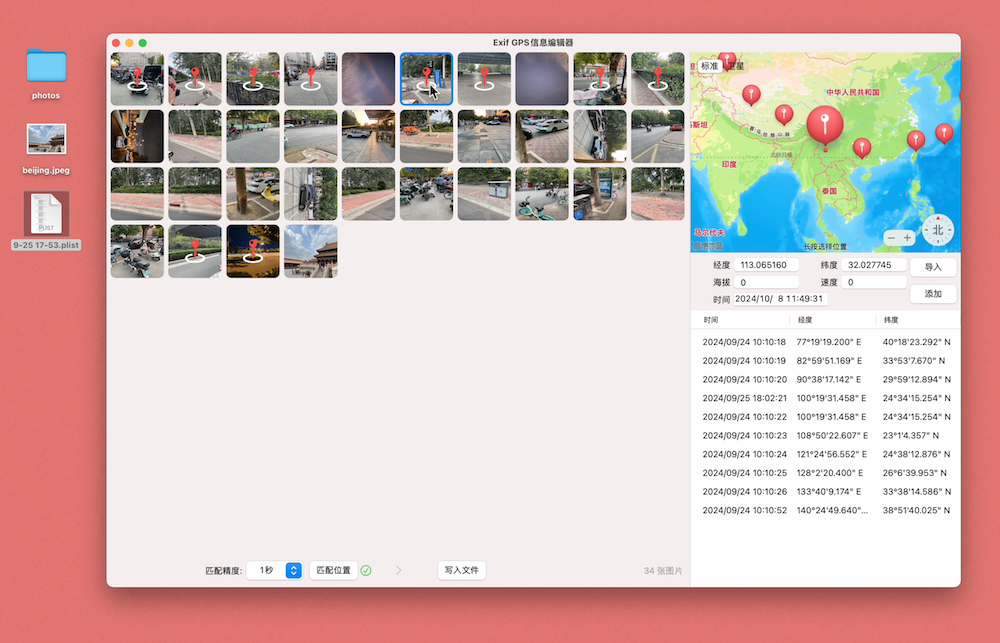 Exif GPS信息编辑器
photos
beijing.jpeg
PLIST
9-25 17-53.plist
标准 卫星
中华人民共和国
喜马拉雅山脉
北回归线
印度
泰国
马尔代夫
长按选择位置
北
经度 113.065160 纬度 32.027745 导入
海拔 0 速度 0
添加
时间 2024/10/ 8 11:49:31
时间 经度 纬度
2024/09/24 10:10:18 77°19'19.200" E 40°18'23.292" N
2024/09/24 10:10:19 82°59'51.169" E 33°53'7.670" N
2024/09/24 10:10:20 90°38'17.142" E 29°59'12.894" N
2024/09/25 18:02:21 100°19'31.458" E 24°34'15.254" N
2024/09/24 10:10:22 100°19'31.458" E 24°34'15.254" N
2024/09/24 10:10:23 108°50'22.607" E 23°1'4.357" N
2024/09/24 10:10:24 121°24'56.552" E 24°38'12.876" N
2024/09/24 10:10:25 128°2'20.400" E 26°6'39.953" N
2024/09/24 10:10:26 133°40'9.174" E 33°38'14.586" N
2024/09/24 10:10:52 140°24'49.640"... 38°51'40.025" N
匹配精度: 1秒 匹配位置 写入文件 34 张图片